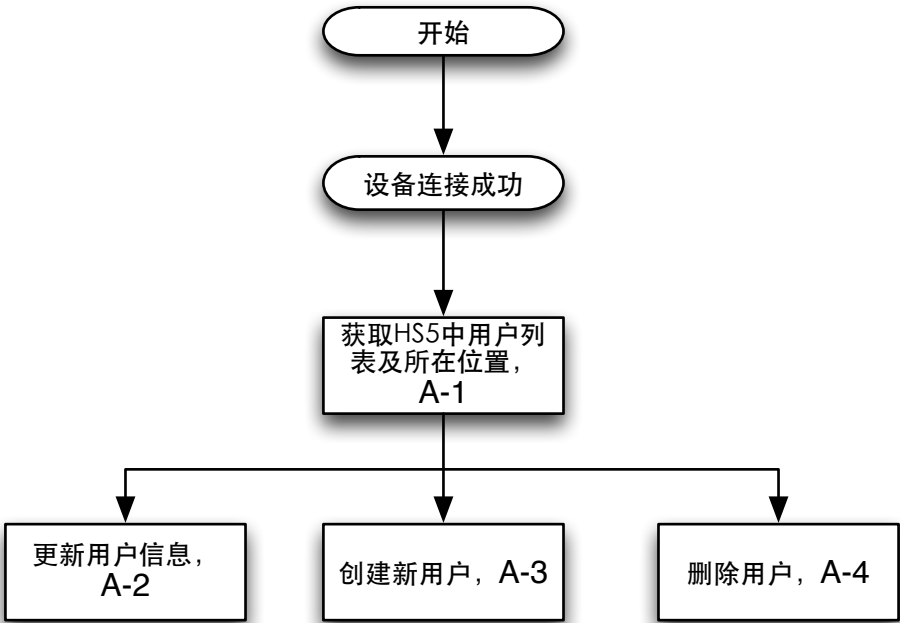 开始
设备连接成功
获取HS5中用户列
表及所在位置，
A-1
更新用户信息，
A-2
创建新用户，A-3
删除用户，A-4